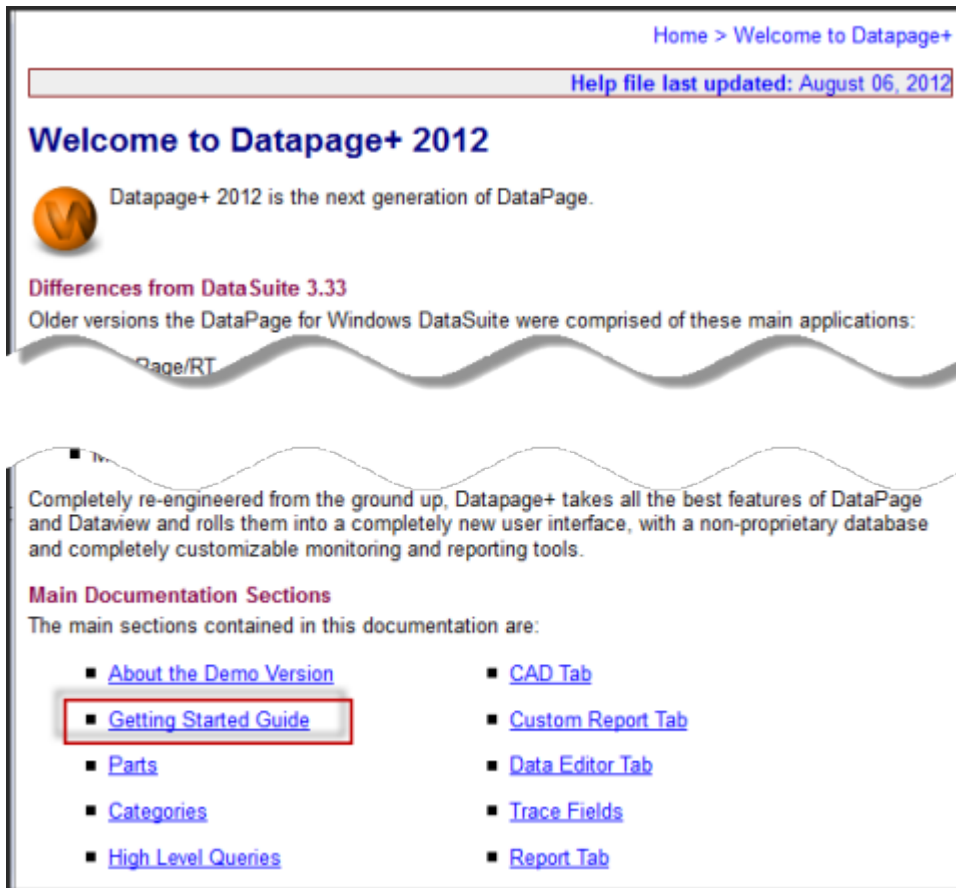 Home > Welcome to Datapage+
Help file last updated: August 06, 2012
Welcome to Datapage+ 2012
Datapage+ 2012 is the next generation of DataPage.
Differences from DataSuite 3.33
Older versions the DataPage for Windows DataSuite were comprised of these main applications:
Page/RT
Completely re-engineered from the ground up, Datapage+ takes all the best features of DataPage
and Dataview and rolls them into a completely new user interface, with a non-proprietary database
and completely customizable monitoring and reporting tools.
Main Documentation Sections
The main sections contained in this documentation are:
■ About the Demo Version
■ Getting Started Guide
■ Parts
■ Categories
■ High Level Queries
■ CAD Tab
■ Custom Report Tab
■ Data Editor Tab
■ Trace Fields
■ Report Tab